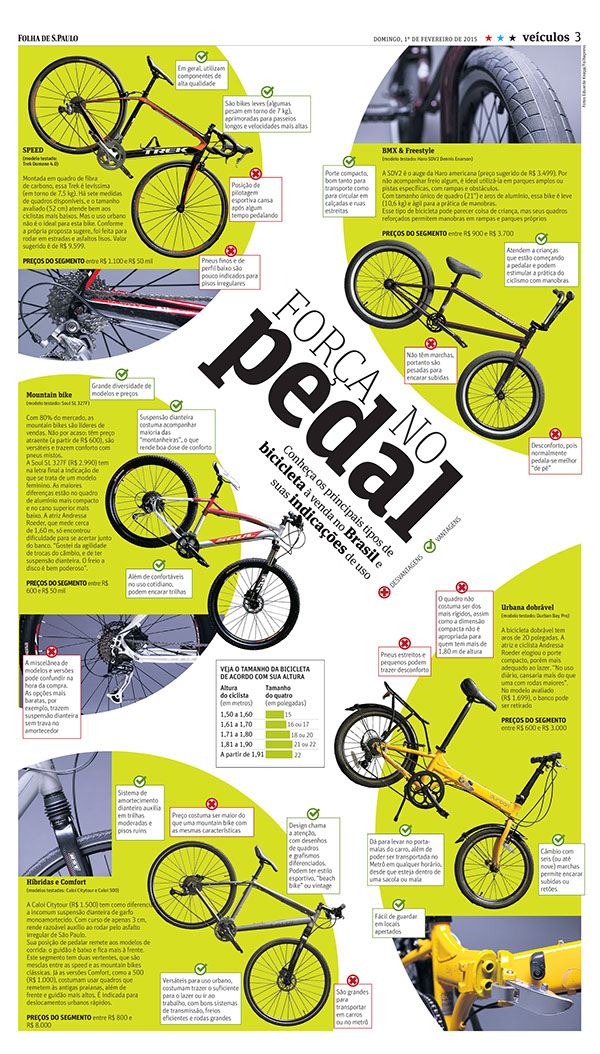 FOLHA DE S.PAULO
DOMINGO, 1º DE FEVEREIRO DE 2015
veículos 3
SPEED
(modelo testado:
Trek Domane 4.0)
Montada em quadro de fibra
de carbono, essa Trek é levíssima
(em torno de 7,5 kg). Há sete medidas
de quadros disponíveis, e o tamanho
avaliado (52 cm) atende bem aos
ciclistas mais baixos. Mas o uso urbano
não é o ideal para esta bike. Conforme
a própria proposta sugere, foi feita para
rodar em estradas e asfaltos lisos. Valor
sugerido é de R$ 9.599.
PREÇOS DO SEGMENTO entre R$ 1.100 e R$ 50 mil
Em geral, utilizam
componentes de
alta qualidade
São bikes leves (algumas
pesam em torno de 7 kg),
aprimoradas para passeios
longos e velocidades mais altas
TREK
Posição de
pilotagem
esportiva cansa
após algum
tempo pedalando
Pneus finos e de
perfil baixo são
pouco indicados para
pisos irregulares
BMX & Freestyle
(modelo testado: Haro SDV2 Dennis Enarson)
A SDV2 é o auge da Haro americana (preço sugerido de R$ 3.499). Por
não acompanhar freio algum, é ideal utilizá-la em parques amplos ou
pistas específicas, com rampas e obstáculos.
Com tamanho único de quadro (21") e aros de alumínio, essa bike é leve
(10,6 kg) e ágil para a prática de manobras.
Esse tipo de bicicleta pode parecer coisa de criança, mas seus quadros
reforçados permitem manobras em rampas e parques próprios
PREÇOS DO SEGMENTO entre R$ 900 e R$ 3.700
Porte compacto,
bom tanto para
transporte como
para circular em
calçadas e ruas
estreitas
Atendem a crianças
que estão começando
a pedalar e podem
estimular a prática do
ciclismo com manobras
Não têm marchas,
portanto são
pesadas para
encarar subidas.
Desconforto, pois
normalmente
pedala-se melhor
"de pé"
FORÇA NO
pedal
Conheça os principais tipos de
bicicleta à venda no Brasil e
suas indicações de uso
DESVANTAGENS
VANTAGENS
Mountain bike
(modelo testado: Soul SL 327F)
Com 80% do mercado, as
mountain bikes são líderes de
vendas. Não por acaso: têm preço
atraente (a partir de R$ 600), são
versáteis e trazem conforto com
pneus mistos.
A Soul SL 327F (R$ 2.990) tem
na letra final a indicação de
que se trata de um modelo
feminino. As maiores
diferenças estão no quadro
de alumínio mais compacto
e no cano superior mais
baixo. A atriz Andressa
Roeder, que mede cerca
de 1,60 m, só encontrou
dificuldade para se acertar junto
do banco. "Gostei da agilidade
de trocas do câmbio, e de ter
suspensão dianteira. O freio a
disco é bem poderoso".
PREÇOS DO SEGMENTO entre R$
600 e R$ 50 mil
Grande diversidade de
modelos e preços
Suspensão dianteira
costuma acompanhar
maioria das
"montanheiras", o que
rende boa dose de conforto
SOUL
Além de confortáveis
no uso cotidiano,
podem encarar trilhas
A miscelânea de
modelos e versões
pode confundir na
hora da compra.
As opções mais
baratas, por
exemplo, trazem
suspensão dianteira
sem trava no
amortecedor
VEJA O TAMANHO DA BICICLETA
DE ACORDO COM SUA ALTURA
Altura do ciclista (em metros) Tamanho do quatro (em polegadas)
1,50 a 1,60 15
1,61 a 1,70 16 ou 17
1,71 a 1,80 18 ou 20
1,81 a 1,90 21 ou 22
A partir de 1,91 22
Urbana dobrável
(modelo testado: Durban Bay Pro)
A bicicleta dobrável tem
aros de 20 polegadas. A
atriz e ciclista Andressa
Roeder elogiou o porte
compacto, porém mais
adequado ao lazer. "No uso
diário, cansaria mais do que
uma com rodas maiores".
No modelo avaliado
(R$ 1.699), o banco pode
ser retirado
PREÇOS DO SEGMENTO
entre R$ 600 e R$ 3.000
O quadro não
costuma ser dos
mais rígidos, assim
como a dimensão
compacta não é
apropriada para
quem tem mais de
1,80 m de altura
Pneus estreitos e
pequenos podem
trazer desconforto
Dá para levar no porta-
malas do carro, além de
poder ser transportada no
Metrô em qualquer horário,
desde que esteja dentro de
uma sacola ou mala
Câmbio com
seis (ou até
nove) marchas
permite encarar
subidas ou
retões
Fácil de guardar
em locais
apertados
Híbridas e Comfort
(modelos testados: Caloi Citytour e Caloi 500)
A Caloi Citytour (R$ 1.500) tem como diferencial
a incomum suspensão dianteira de garfo
monoamortecido. Com curso de apenas 3 cm,
rende razoável auxílio ao rodar pelo asfalto
irregular de São Paulo.
Sua posição de pedalar remete aos modelos de
corrida: o guidão é baixo e fica mais à frente.
Este segmento tem duas vertentes, que são
mesclas entre as speed e as mountain bikes
clássicas. Já as versões Comfort, como a 500
(R$ 1.000), costumam usar quadros que
remetem às antigas praianas, além de
frente e guidão mais altos. É indicada para
deslocamentos urbanos rápidos.
PREÇOS DO SEGMENTO entre R$ 800 e
R$ 8.000
Sistema de
amortecimento
dianteiro auxilia
em trilhas
moderadas e
pisos ruins
Preço costuma ser maior do
que uma mountain bike com
as mesmas características
Design chama
a atenção,
com desenhos
de quadros
e grafismos
diferenciados.
Podem ter estilo
esportivo, "beach
bike" ou vintage
Versáteis para uso urbano,
costumam trazer o suficiente
para o lazer ou ir ao
trabalho, com bons sistemas
de transmissão, freios
eficientes e rodas grandes
São grandes
para
transportar
em carros
ou no metrô